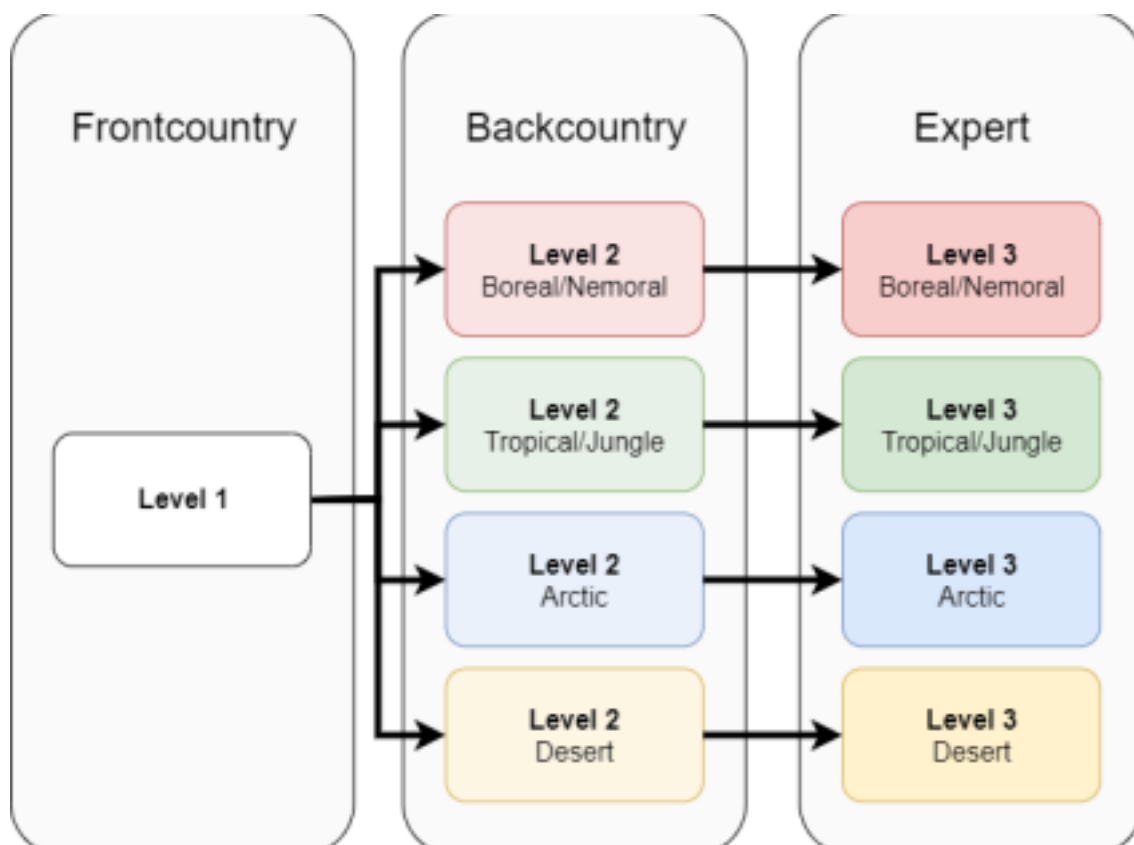 Frontcountry
Backcountry
Expert
Level 1
Level 2
Boreal/Nemoral
Level 2
Tropical/Jungle
Level 2
Arctic
Level 2
Desert
Level 3
Boreal/Nemoral
Level 3
Tropical/Jungle
Level 3
Arctic
Level 3
Desert